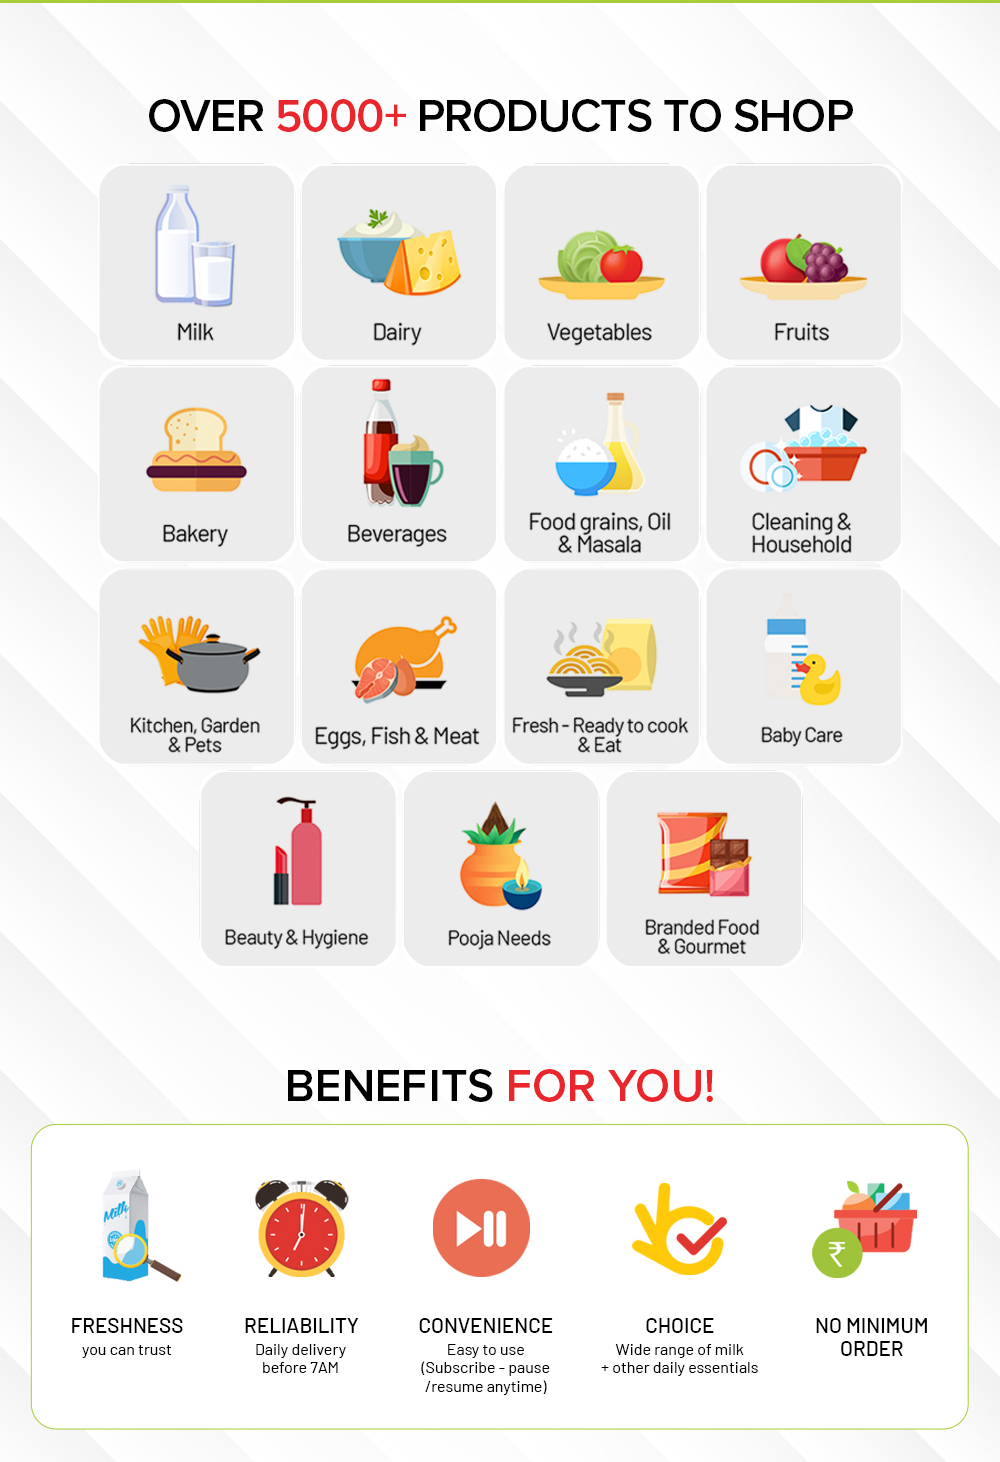 OVER 5000+ PRODUCTS TO SHOP
Milk
Dairy
Vegetables
Fruits
Bakery
Beverages
Food grains, Oil
& Masala
Cleaning &
Household
Kitchen, Garden
& Pets
Eggs, Fish & Meat
Fresh - Ready to cook
& Eat
Baby Care
Beauty & Hygiene
Pooja Needs
Branded Food
& Gourmet
BENEFITS FOR YOU!
Milk
₹
FRESHNESS
you can trust
RELIABILITY
Daily delivery
before 7AM
CONVENIENCE
Easy to use
(Subscribe - pause
/resume anytime)
CHOICE
Wide range of milk
+ other daily essentials
NO MINIMUM
ORDER